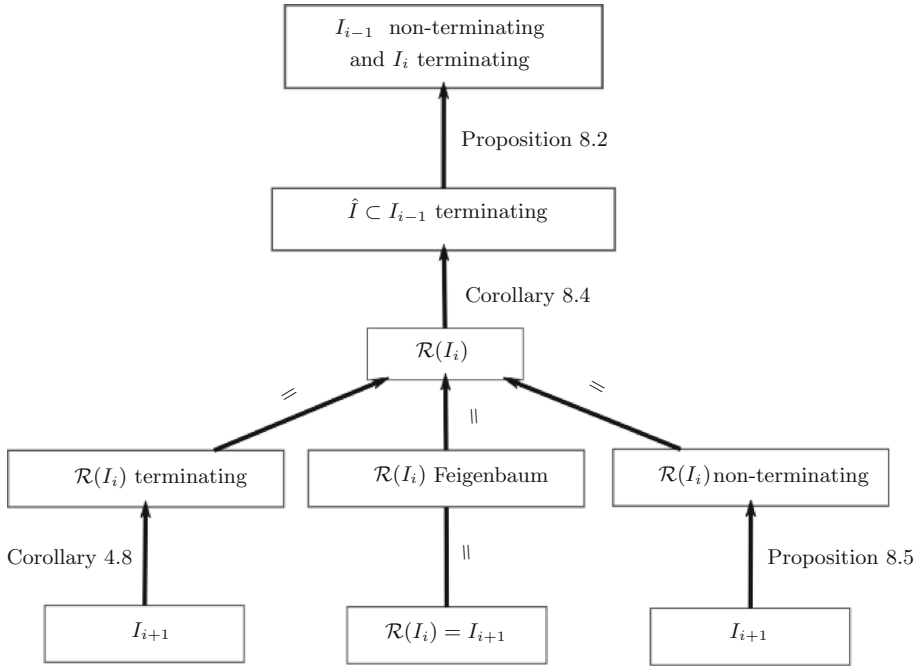 I_{i−1} non-terminating
and I_i terminating
Proposition 8.2
Î ⊂ I_{i−1} terminating
Corollary 8.4
ℛ(I_i)
= = =
ℛ(I_i) terminating
ℛ(I_i) Feigenbaum
ℛ(I_i) non-terminating
Corollary 4.8
=
Proposition 8.5
I_{i+1}
ℛ(I_i) = I_{i+1}
I_{i+1}